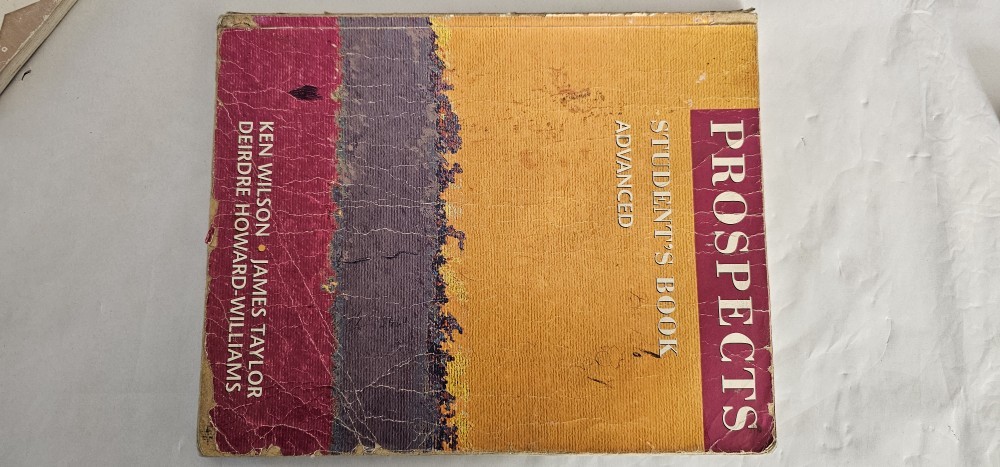 PROSPECTS
STUDENT'S BOOK
ADVANCED
KEN WILSON • JAMES TAYLOR
DEIRDRE HOWARD-WILLIAMS